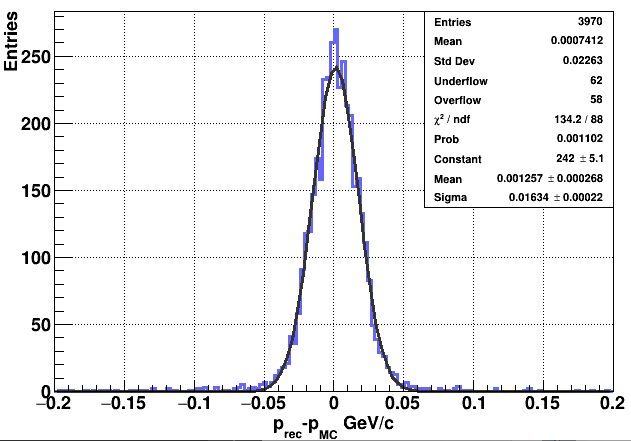 Entries
Entries 3970
Mean 0.0007412
Std Dev 0.02263
Underflow 62
Overflow 58
χ² / ndf 134.2 / 88
Prob 0.001102
Constant 242 ± 5.1
Mean 0.001257 ± 0.000268
Sigma 0.01634 ± 0.00022
250
200
150
100
50
0
−0.2 −0.15 −0.1 −0.05 0 0.05 0.1 0.15 0.2
p_rec-p_MC GeV/c